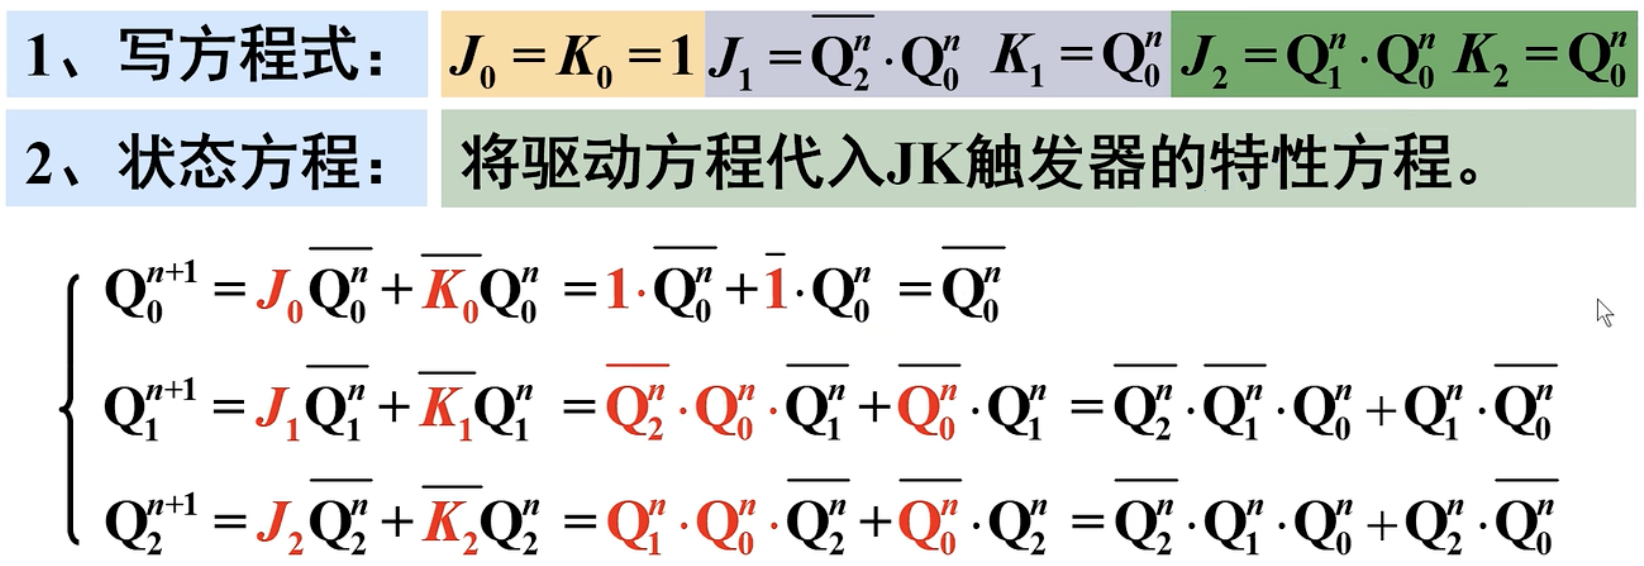 1、写方程式： $J_0 = K_0 = 1$ $J_1 = \overline{Q_2^n} \cdot Q_0^n$ $K_1 = Q_0^n$ $J_2 = Q_1^n \cdot Q_0^n$ $K_2 = Q_0^n$
2、状态方程： 将驱动方程代入JK触发器的特性方程。
$Q_0^{n+1} = J_0 \overline{Q_0^n} + \overline{K_0} Q_0^n = 1 \cdot \overline{Q_0^n} + \overline{1} \cdot Q_0^n = \overline{Q_0^n}$
$Q_1^{n+1} = J_1 \overline{Q_1^n} + \overline{K_1} Q_1^n = \overline{Q_2^n} \cdot Q_0^n \cdot \overline{Q_1^n} + \overline{Q_0^n} \cdot Q_1^n = \overline{Q_2^n} \cdot \overline{Q_1^n} \cdot Q_0^n + Q_1^n \cdot \overline{Q_0^n}$
$Q_2^{n+1} = J_2 \overline{Q_2^n} + \overline{K_2} Q_2^n = Q_1^n \cdot Q_0^n \cdot \overline{Q_2^n} + \overline{Q_0^n} \cdot Q_2^n = \overline{Q_2^n} \cdot Q_1^n \cdot Q_0^n + Q_2^n \cdot \overline{Q_0^n}$